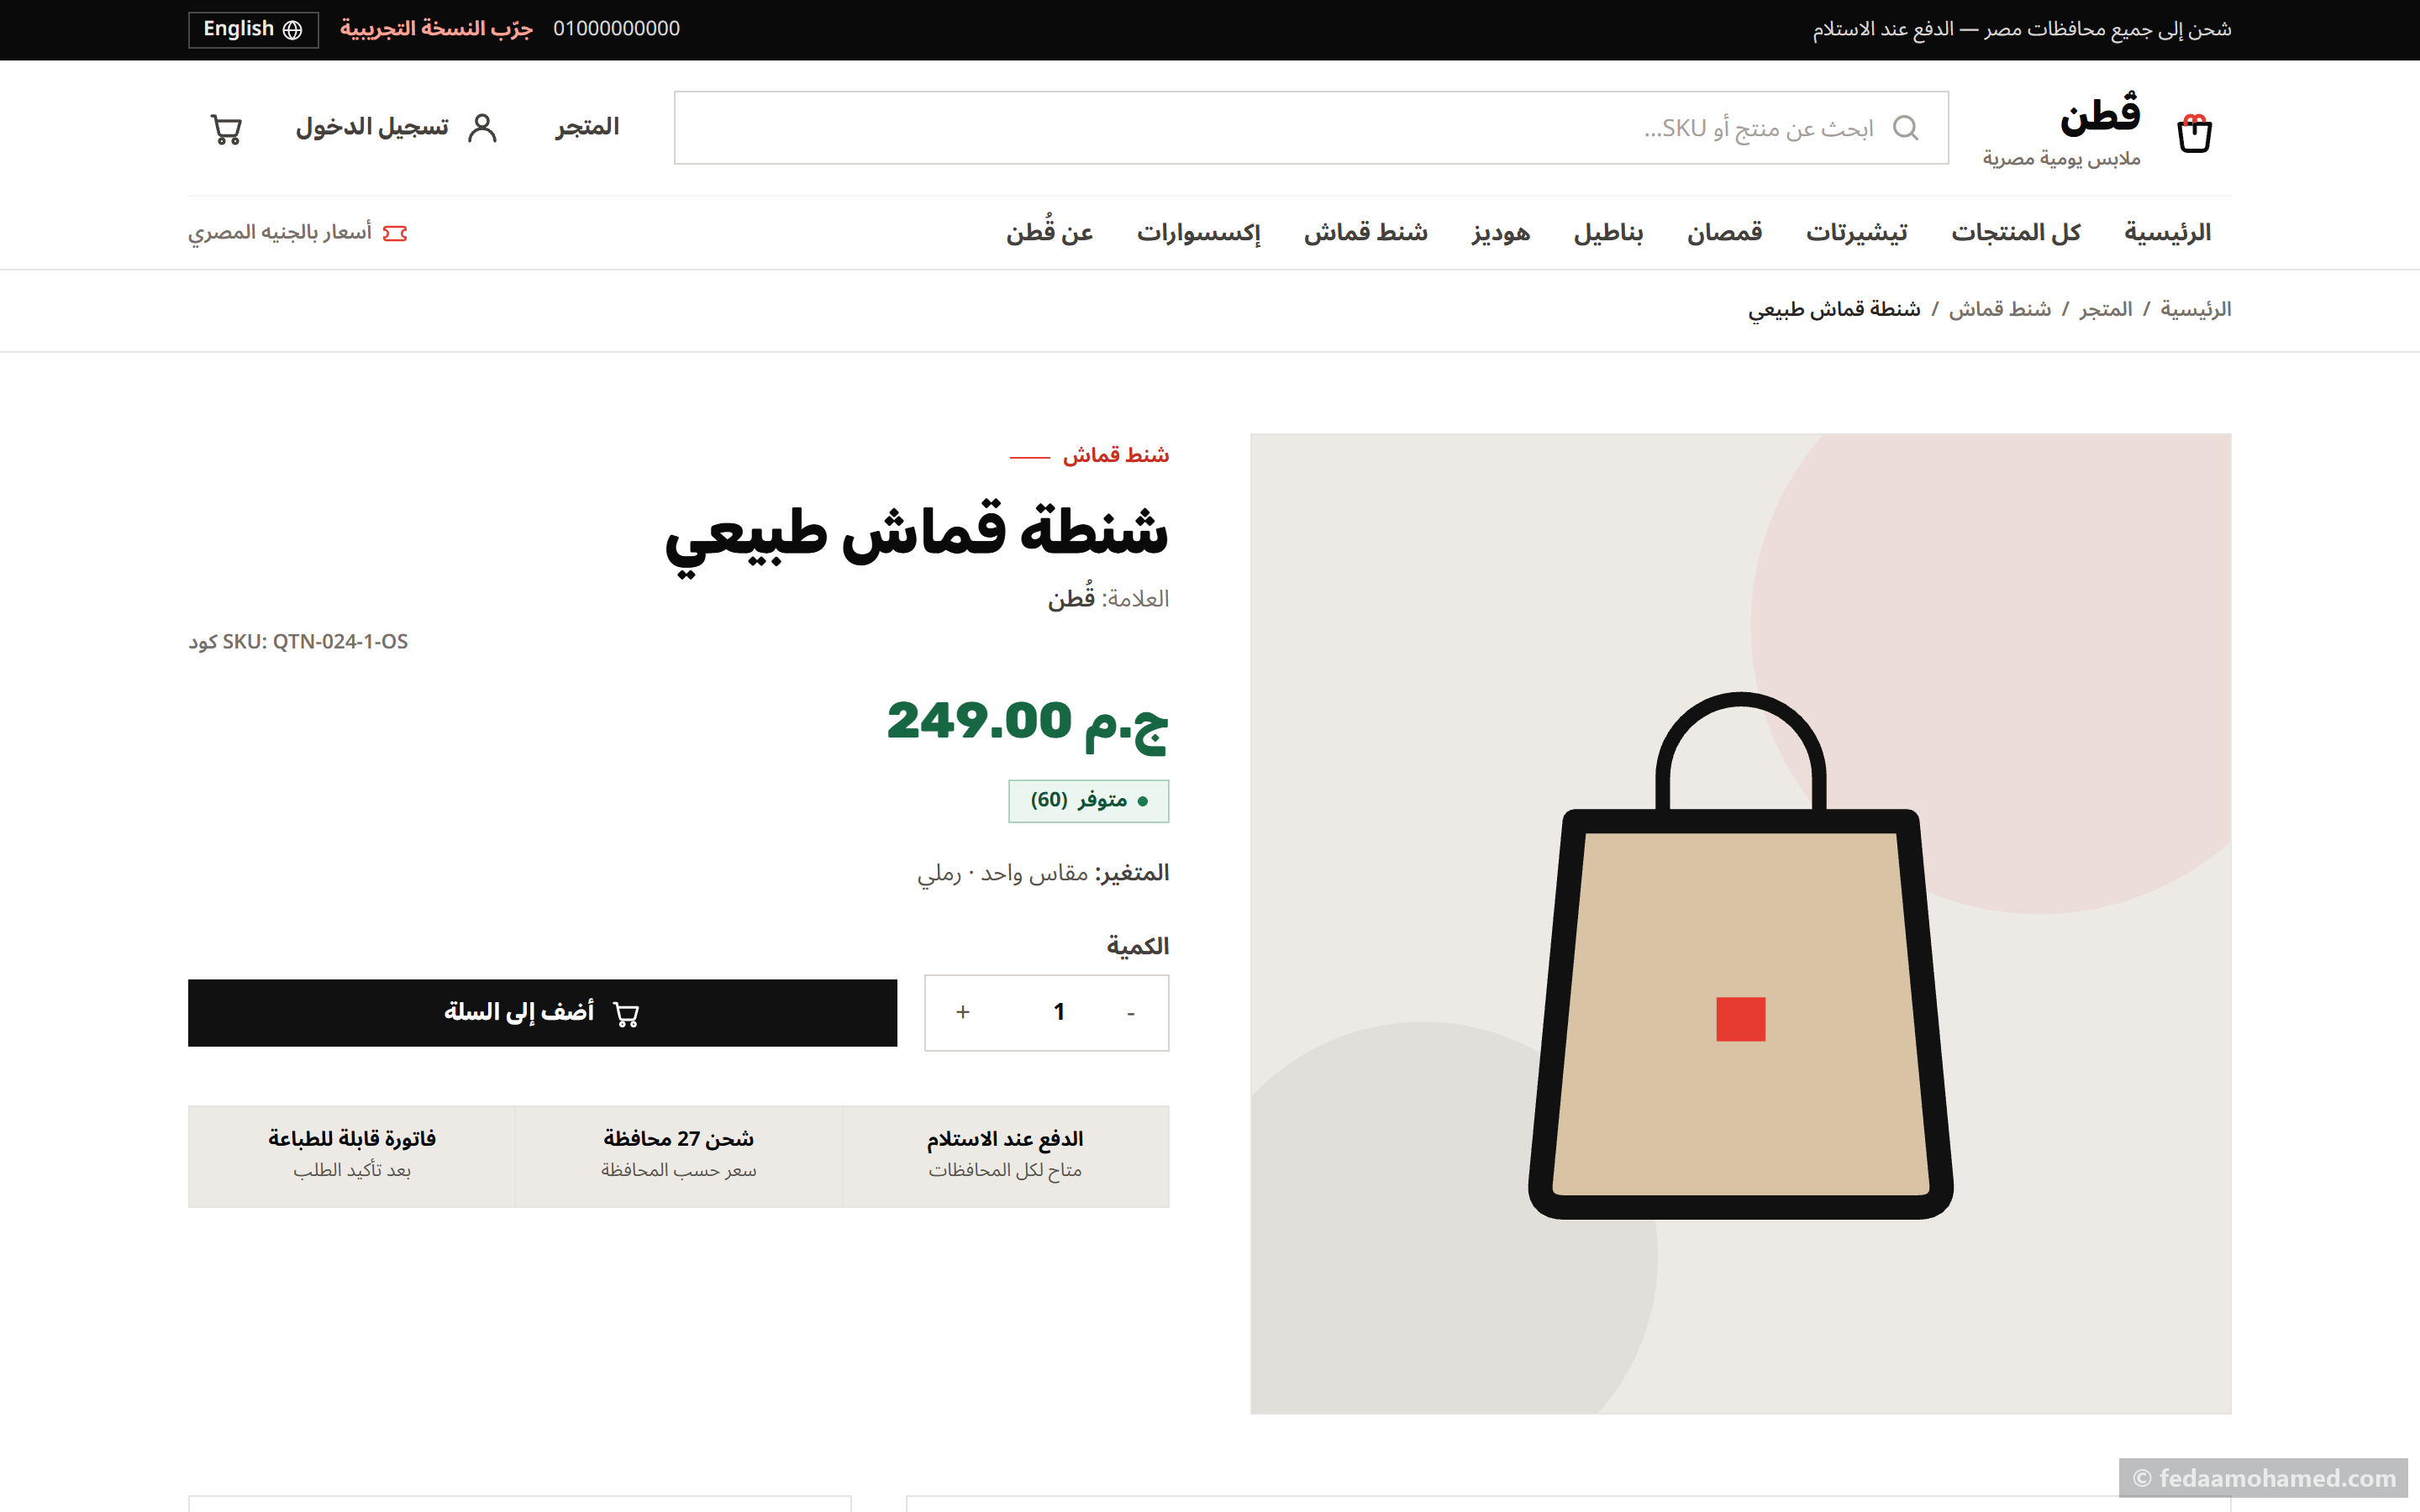 شحن إلى جميع محافظات مصر — الدفع عند الاستلام
01000000000
جرّب النسخة التجريبية
English
قُطن
ملابس يومية مصرية
ابحث عن منتج أو SKU...
المتجر
تسجيل الدخول
الرئيسية
كل المنتجات
تيشيرتات
قمصان
بناطيل
هوديز
شنط قماش
إكسسوارات
عن قُطن
أسعار بالجنيه المصري
الرئيسية / المتجر / شنط قماش / شنطة قماش طبيعي
شنط قماش
شنطة قماش طبيعي
العلامة: قُطن
كود SKU: QTN-024-1-OS
ج.م 249.00
متوفر (60)
المتغير: مقاس واحد · رملي
الكمية
- 1 +
أضف إلى السلة
الدفع عند الاستلام
متاح لكل المحافظات
شحن 27 محافظة
سعر حسب المحافظة
فاتورة قابلة للطباعة
بعد تأكيد الطلب
© fedaamohamed.com